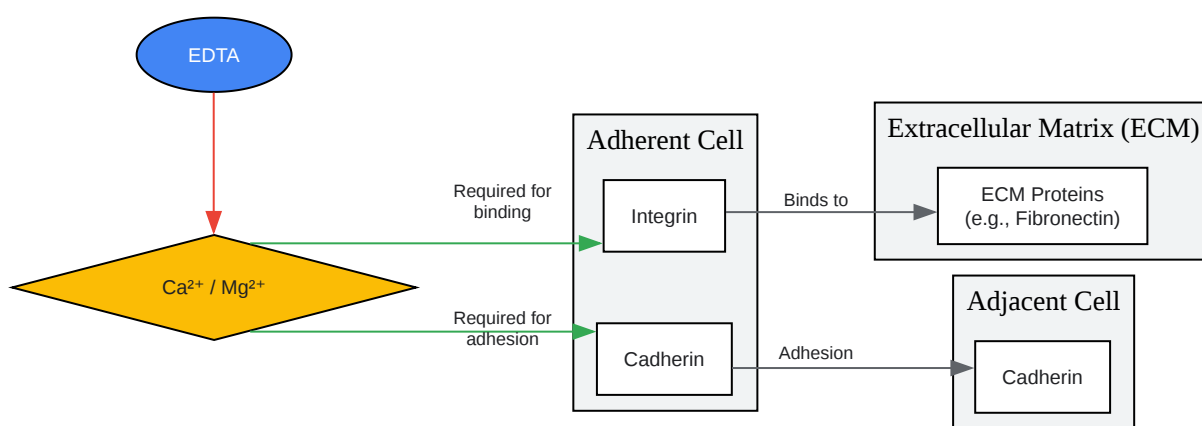 EDTA
Ca²⁺ / Mg²⁺
Required for
binding
Required for
adhesion
Adherent Cell
Integrin
Cadherin
Binds to
Adhesion
Extracellular Matrix (ECM)
ECM Proteins
(e.g., Fibronectin)
Adjacent Cell
Cadherin